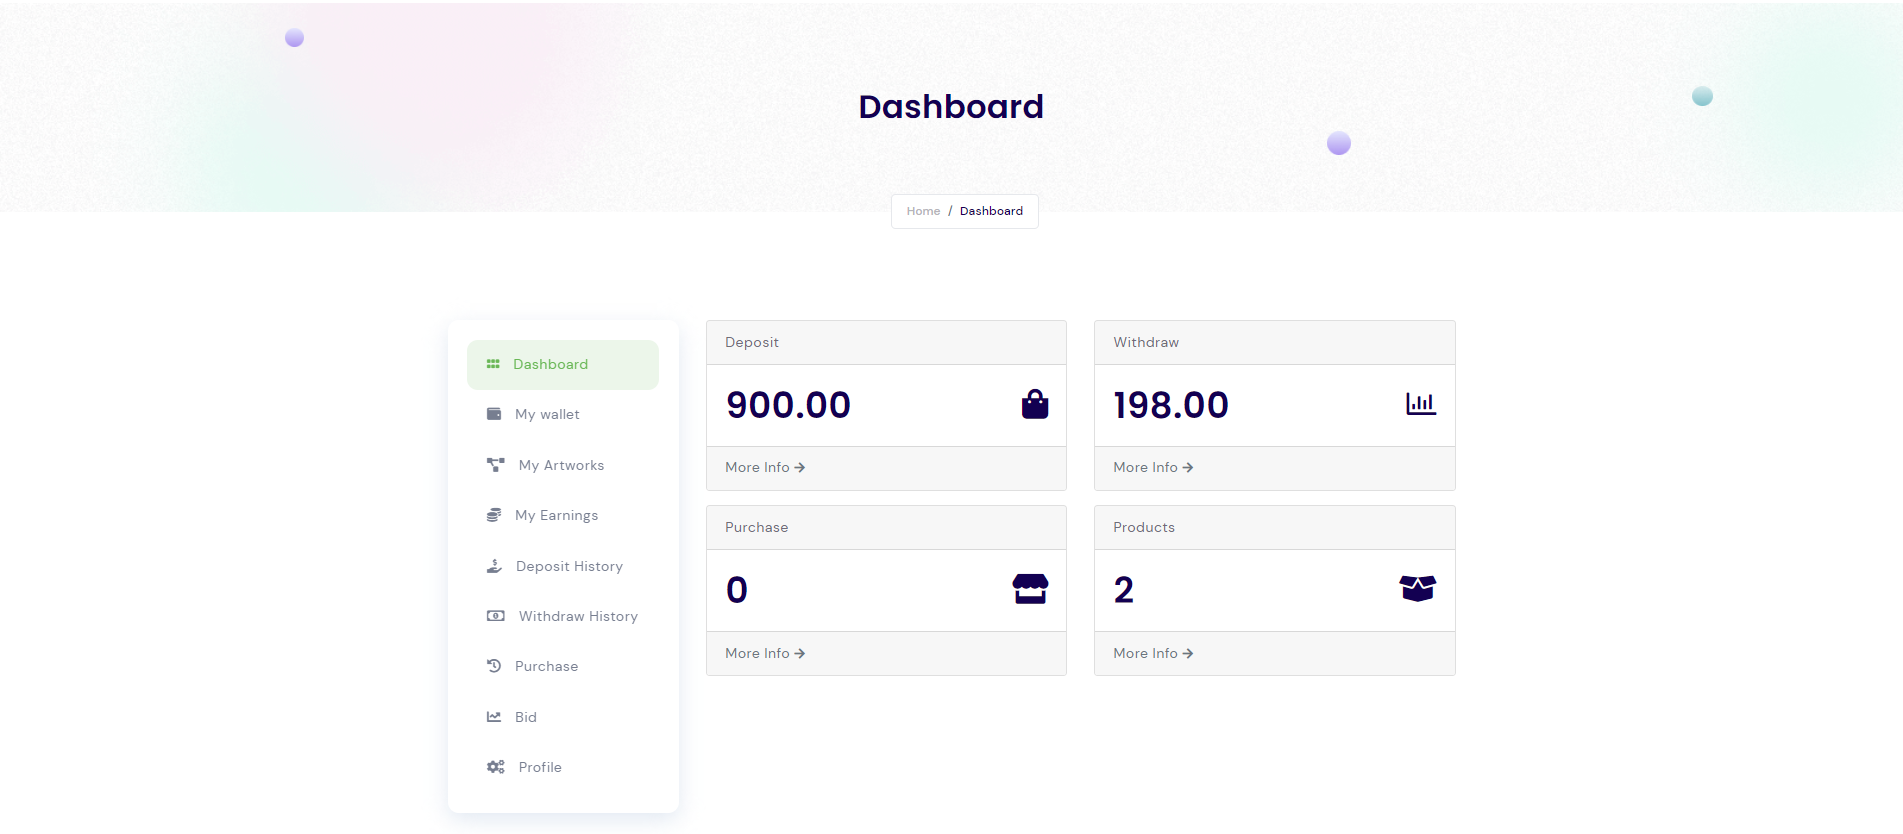 Dashboard
Home / Dashboard
Dashboard
My wallet
My Artworks
My Earnings
Deposit History
Withdraw History
Purchase
Bid
Profile
Deposit
900.00
More Info
Withdraw
198.00
More Info
Purchase
0
More Info
Products
2
More Info